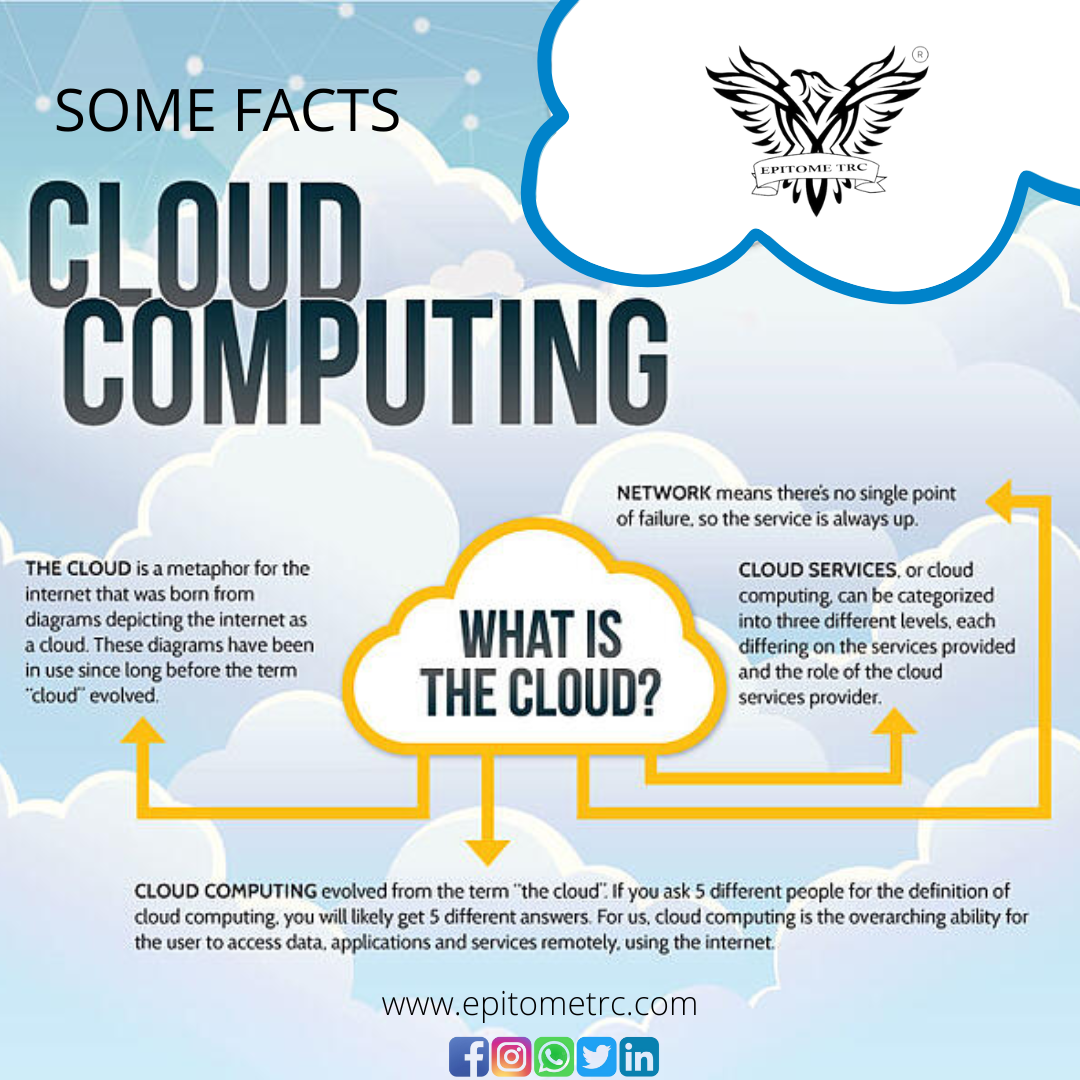 ®
EPITOME TRC
SOME FACTS
CLOUD
COMPUTING
NETWORK means there's no single point
of failure, so the service is always up.
THE CLOUD is a metaphor for the
internet that was born from
diagrams depicting the internet as
a cloud. These diagrams have been
in use since long before the term
"cloud" evolved.
WHAT IS
THE CLOUD?
CLOUD SERVICES, or cloud
computing, can be categorized
into three different levels, each
differing on the services provided
and the role of the cloud
services provider.
CLOUD COMPUTING evolved from the term "the cloud". If you ask 5 different people for the definition of
cloud computing, you will likely get 5 different answers. For us, cloud computing is the overarching ability for
the user to access data, applications and services remotely, using the internet.
www.epitometrc.com